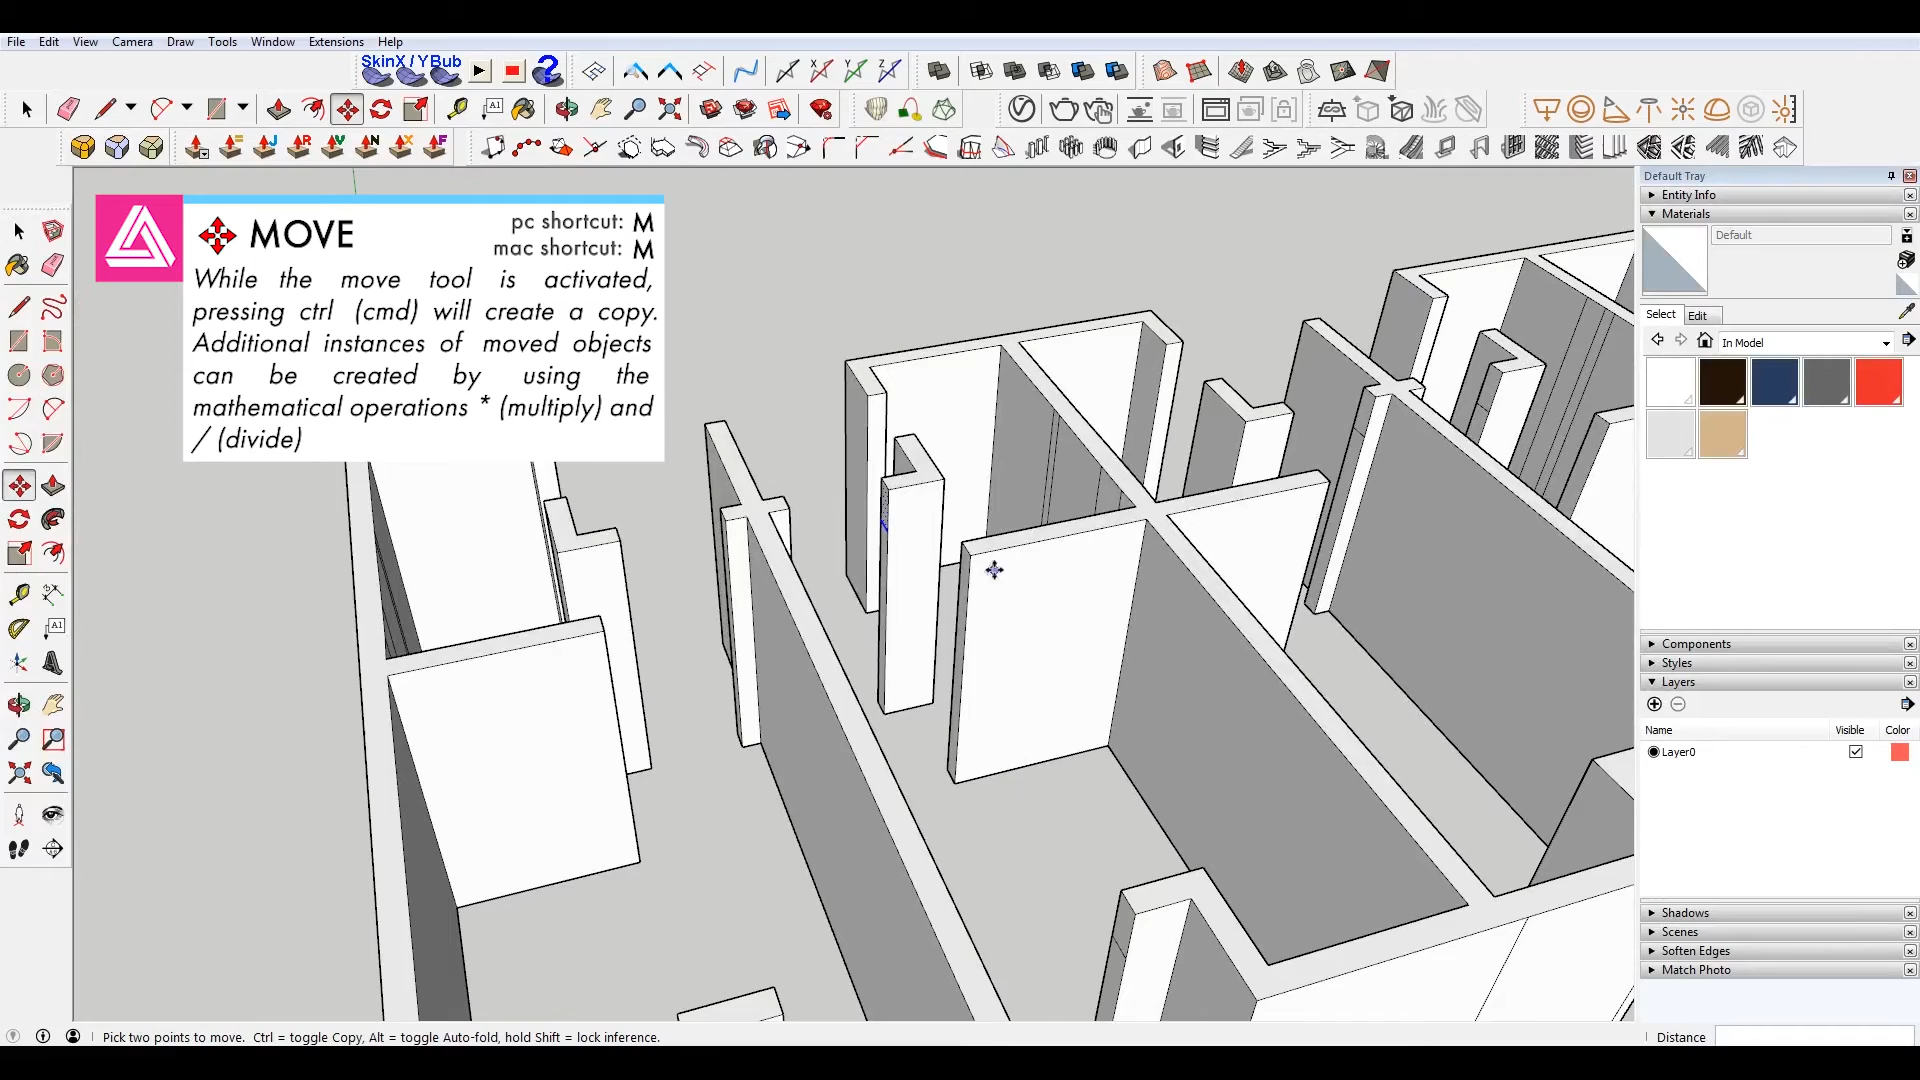 File Edit View Camera Draw Tools Window Extensions Help
SkinX / YBub
?
X Y Z
A1
= J R V N X F
Default Tray
Entity Info
Materials
Default
Select Edit
In Model
MOVE
pc shortcut: M
mac shortcut: M
While the move tool is activated,
pressing ctrl (cmd) will create a copy.
Additional instances of moved objects
can be created by using the
mathematical operations * (multiply) and
/ (divide)
A1
Components
Styles
Layers
Name Visible Color
Layer0
Shadows
Scenes
Soften Edges
Match Photo
Pick two points to move. Ctrl = toggle Copy, Alt = toggle Auto-fold, hold Shift = lock inference.
Distance